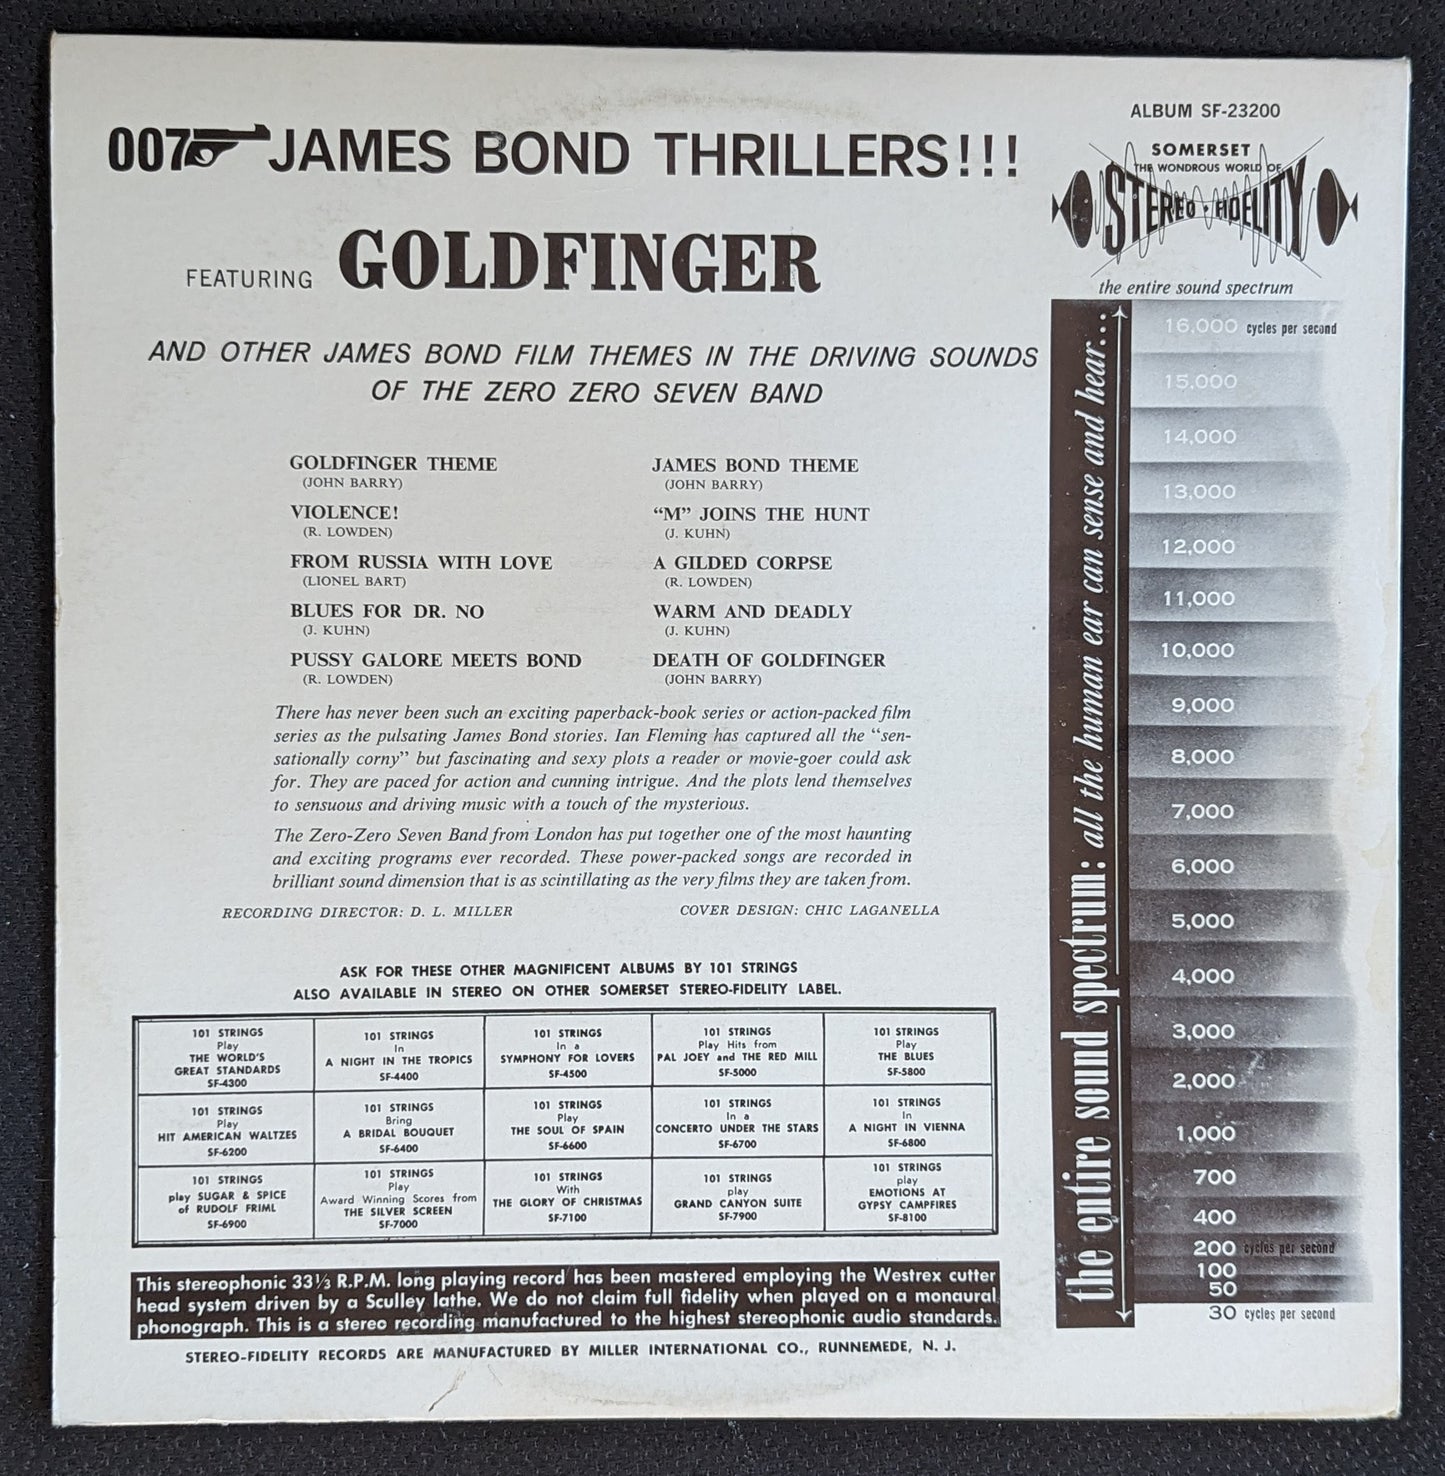 ALBUM SF-23200
007 JAMES BOND THRILLERS!!!
SOMERSET
THE WONDROUS WORLD OF
STEREO • FIDELITY
FEATURING GOLDFINGER
the entire sound spectrum
AND OTHER JAMES BOND FILM THEMES IN THE DRIVING SOUNDS
OF THE ZERO ZERO SEVEN BAND
GOLDFINGER THEME
(JOHN BARRY)
VIOLENCE!
(R. LOWDEN)
FROM RUSSIA WITH LOVE
(LIONEL BART)
BLUES FOR DR. NO
(J. KUHN)
PUSSY GALORE MEETS BOND
(R. LOWDEN)
JAMES BOND THEME
(JOHN BARRY)
“M” JOINS THE HUNT
(J. KUHN)
A GILDED CORPSE
(R. LOWDEN)
WARM AND DEADLY
(J. KUHN)
DEATH OF GOLDFINGER
(JOHN BARRY)
There has never been such an exciting paperback-book series or action-packed film
series as the pulsating James Bond stories. Ian Fleming has captured all the “sen-
sationally corny” but fascinating and sexy plots a reader or movie-goer could ask
for. They are paced for action and cunning intrigue. And the plots lend themselves
to sensuous and driving music with a touch of the mysterious.
The Zero-Zero Seven Band from London has put together one of the most haunting
and exciting programs ever recorded. These power-packed songs are recorded in
brilliant sound dimension that is as scintillating as the very films they are taken from.
RECORDING DIRECTOR: D. L. MILLER
COVER DESIGN: CHIC LAGANELLA
ASK FOR THESE OTHER MAGNIFICENT ALBUMS BY 101 STRINGS
ALSO AVAILABLE IN STEREO ON OTHER SOMERSET STEREO-FIDELITY LABEL.
101 STRINGS
Play
THE WORLD'S
GREAT STANDARDS
SF-4300
101 STRINGS
In
A NIGHT IN THE TROPICS
SF-4400
101 STRINGS
In a
SYMPHONY FOR LOVERS
SF-4500
101 STRINGS
Play Hits from
PAL JOEY and THE RED MILL
SF-5000
101 STRINGS
Play
THE BLUES
SF-5800
101 STRINGS
Play
HIT AMERICAN WALTZES
SF-6200
101 STRINGS
Bring
A BRIDAL BOUQUET
SF-6400
101 STRINGS
Play
THE SOUL OF SPAIN
SF-6600
101 STRINGS
In a
CONCERTO UNDER THE STARS
SF-6700
101 STRINGS
In
A NIGHT IN VIENNA
SF-6800
101 STRINGS
play SUGAR & SPICE
of RUDOLF FRIML
SF-6900
101 STRINGS
Play
Award Winning Scores from
THE SILVER SCREEN
SF-7000
101 STRINGS
With
THE GLORY OF CHRISTMAS
SF-7100
101 STRINGS
play
GRAND CANYON SUITE
SF-7900
101 STRINGS
play
EMOTIONS AT
GYPSY CAMPFIRES
SF-8100
This stereophonic 33⅓ R.P.M. long playing record has been mastered employing the Westrex cutter
head system driven by a Sculley lathe. We do not claim full fidelity when played on a monaural
phonograph. This is a stereo recording manufactured to the highest stereophonic audio standards.
STEREO-FIDELITY RECORDS ARE MANUFACTURED BY MILLER INTERNATIONAL CO., RUNNEMEDE, N. J.
the entire sound spectrum: all the human ear can sense and hear...
16,000 cycles per second
15,000
14,000
13,000
12,000
11,000
10,000
9,000
8,000
7,000
6,000
5,000
4,000
3,000
2,000
1,000
700
400
200 cycles per second
100
50
30 cycles per second